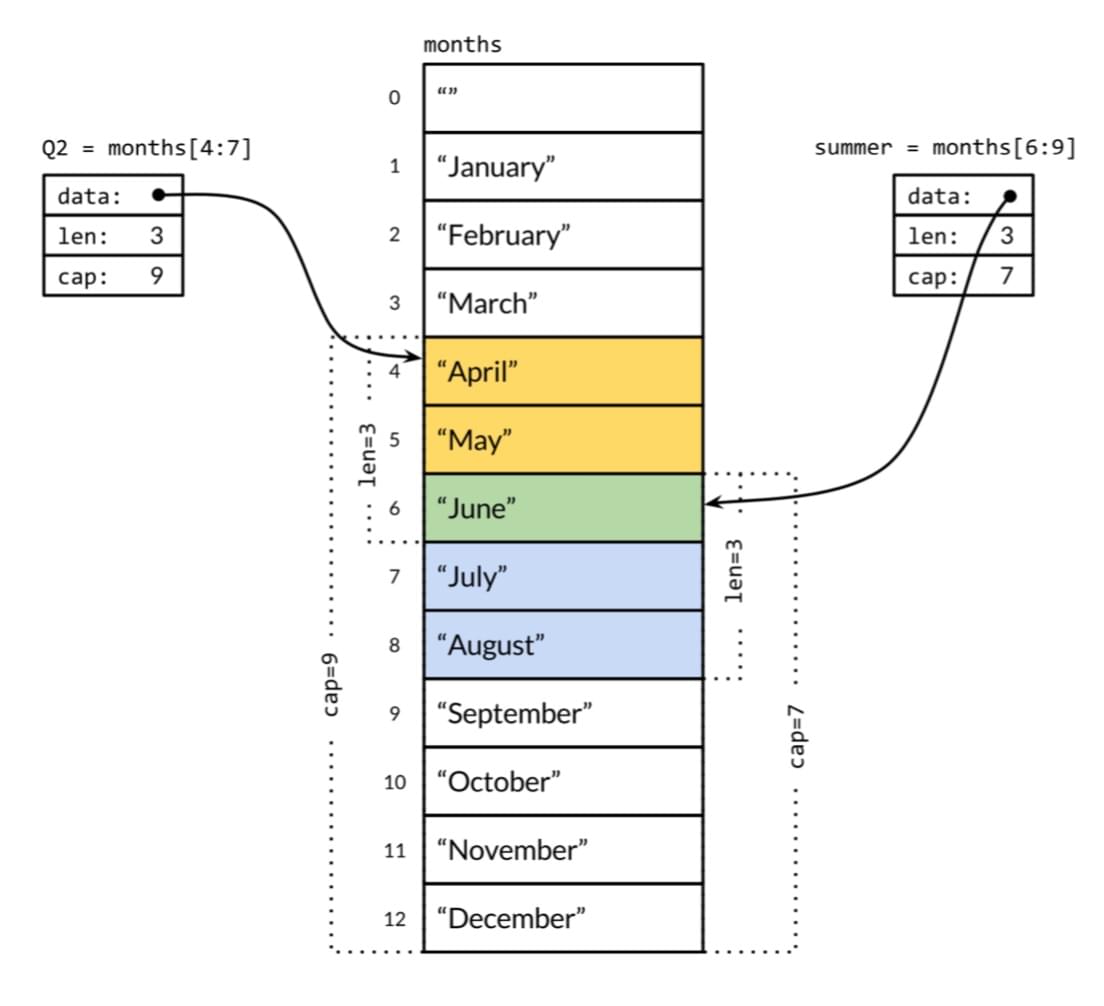 months
0 “”
Q2 = months[4:7]
data:
len: 3
cap: 9
summer = months[6:9]
data:
len: 3
cap: 7
1 “January”
2 “February”
3 “March”
4 “April”
5 “May”
6 “June”
7 “July”
8 “August”
9 “September”
10 “October”
11 “November”
12 “December”
len=3
cap=9
len=3
cap=7